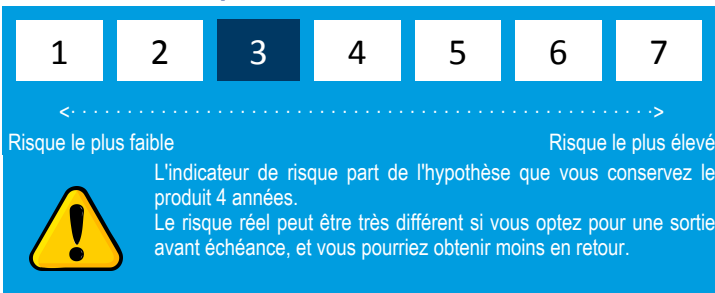 1 2 3 4 5 6 7
<· · · · · · · · · · · · · · · · · · · · · · · · · · · · · · · · · · · · · · · · · · · · · · · · · · · ·>
Risque le plus faible Risque le plus élevé
L'indicateur de risque part de l'hypothèse que vous conservez le
produit 4 années.
Le risque réel peut être très différent si vous optez pour une sortie
avant échéance, et vous pourriez obtenir moins en retour.